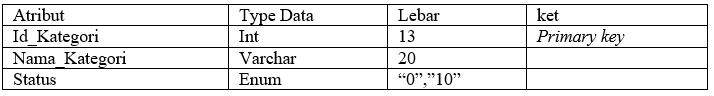 Atribut Type Data Lebar ket
Id_Kategori Int 13 Primary key
Nama_Kategori Varchar 20
Status Enum “0”,”10”